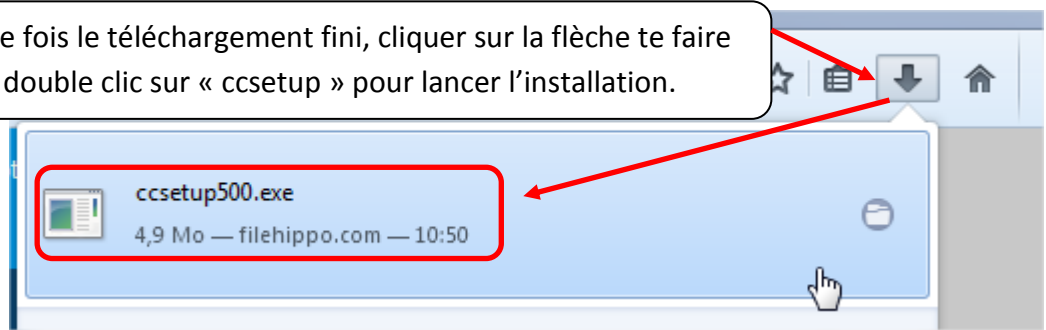 e fois le téléchargement fini, cliquer sur la flèche te faire
double clic sur « ccsetup » pour lancer l’installation.
ccsetup500.exe
4,9 Mo — filehippo.com — 10:50